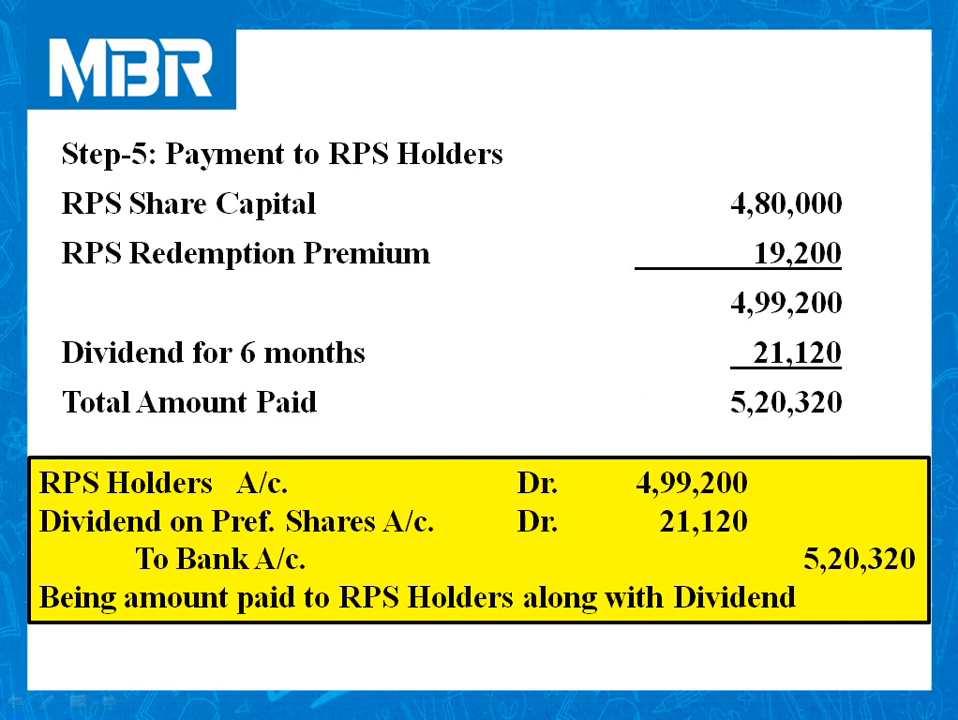 MBR
Step-5: Payment to RPS Holders
RPS Share Capital 4,80,000
RPS Redemption Premium 19,200
4,99,200
Dividend for 6 months 21,120
Total Amount Paid 5,20,320
RPS Holders A/c. Dr. 4,99,200
Dividend on Pref. Shares A/c. Dr. 21,120
To Bank A/c. 5,20,320
Being amount paid to RPS Holders along with Dividend